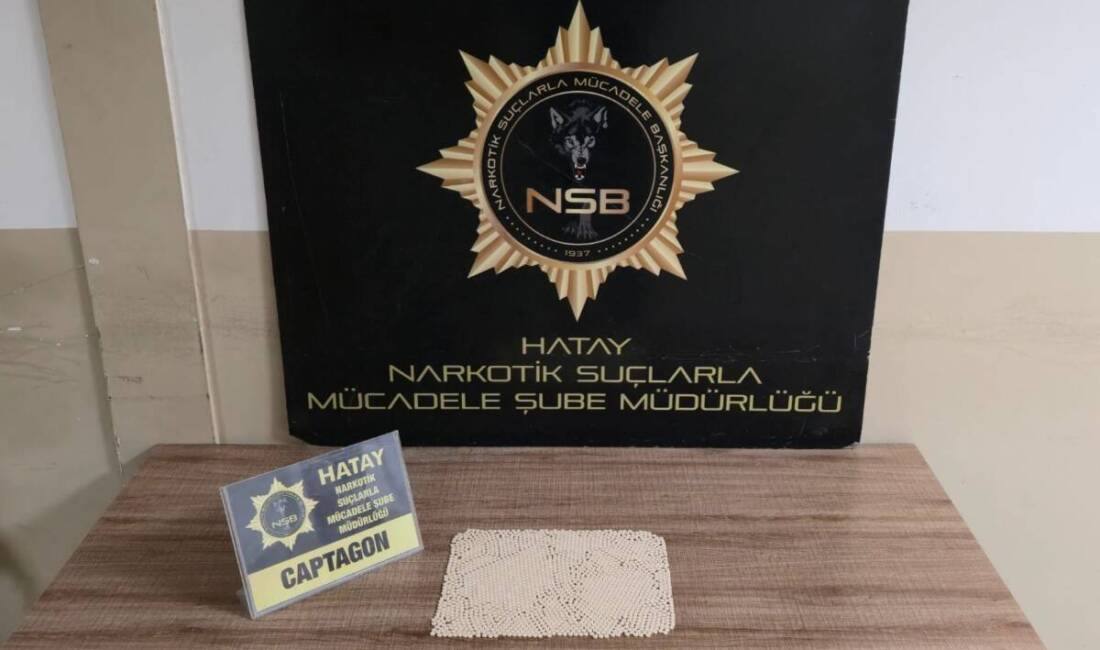 NARKOTİK SUÇLARLA MÜCADELE BAŞKANLIĞI
NSB
1937
HATAY
NARKOTİK SUÇLARLA
MÜCADELE ŞUBE MÜDÜRLÜĞÜ
HATAY
NARKOTİK
SUÇLARLA
MÜCADELE ŞUBE
MÜDÜRLÜĞÜ
NSB
CAPTAGON